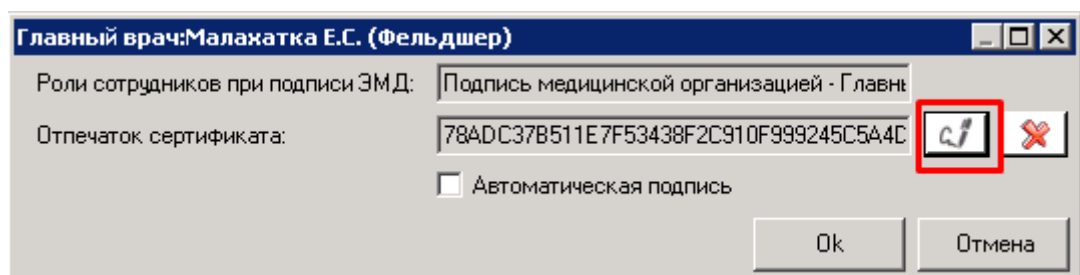 Главный врач:Малахатка Е.С. (Фельдшер)
Роли сотрудников при подписи ЭМД: Подпись медицинской организацией - Главны
Отпечаток сертификата: 78ADC37B511E7F53438F2C910F999245C5A4D
Автоматическая подпись
Ok Отмена